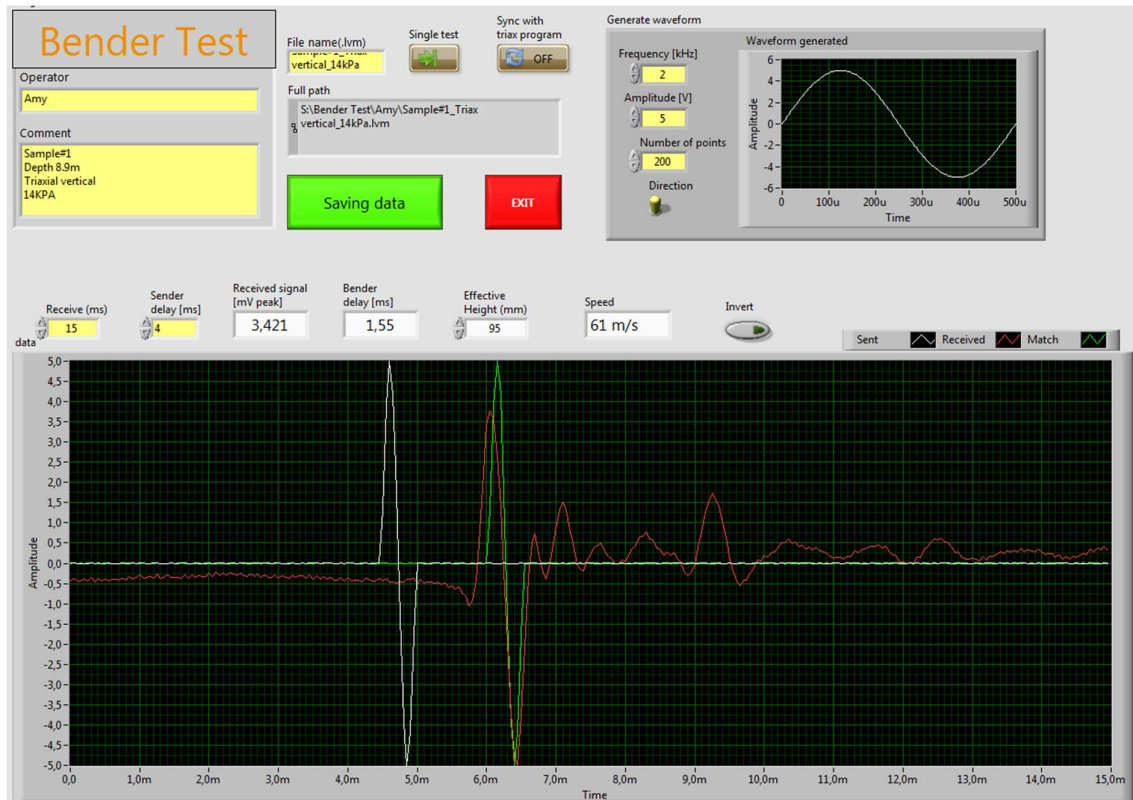 Bender Test
Operator
Amy
Comment
Sample#1
Depth 8.9m
Triaxial vertical
14KPA
File name(.lvm)
vertical_14kPa
Single test
Sync with
triax program
OFF
Full path
S:\Bender Test\Amy\Sample#1_Triax
vertical_14kPa.lvm
Saving data
EXIT
Generate waveform
Frequency [kHz]
2
Amplitude [V]
5
Number of points
200
Direction
Waveform generated
Amplitude
6
4
2
0
-2
-4
-6
0 100u 200u 300u 400u 500u
Time
Receive (ms)
15
Sender
delay [ms]
4
Received signal
[mV peak]
3,421
Bender
delay [ms]
1,55
Effective
Height (mm)
95
Speed
61 m/s
Invert
data
Sent Received Match
Amplitude
5,0
4,5
4,0
3,5
3,0
2,5
2,0
1,5
1,0
0,5
0,0
-0,5
-1,0
-1,5
-2,0
-2,5
-3,0
-3,5
-4,0
-4,5
-5,0
0,0 1,0m 2,0m 3,0m 4,0m 5,0m 6,0m 7,0m 8,0m 9,0m 10,0m 11,0m 12,0m 13,0m 14,0m 15,0m
Time